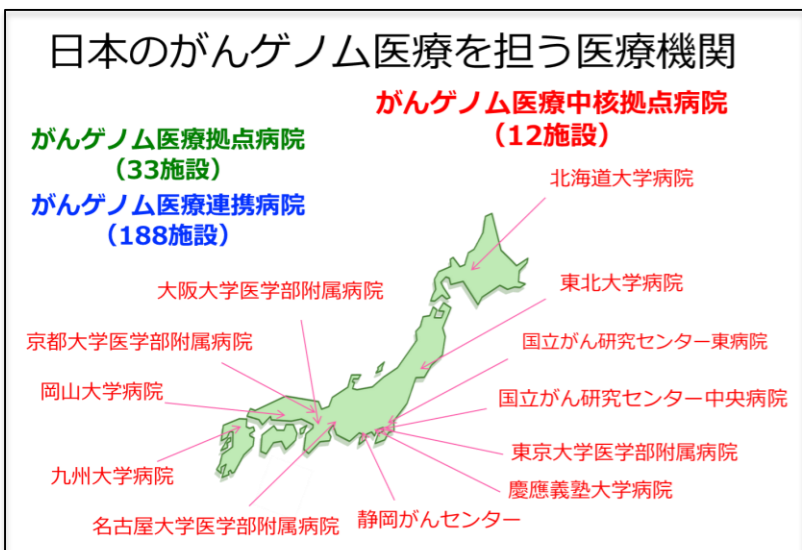 日本のがんゲノム医療を担う医療機関
がんゲノム医療中核拠点病院
（12施設）
がんゲノム医療拠点病院
（33施設）
がんゲノム医療連携病院
（188施設）
北海道大学病院
東北大学病院
大阪大学医学部附属病院
京都大学医学部附属病院
国立がん研究センター東病院
岡山大学病院
国立がん研究センター中央病院
東京大学医学部附属病院
九州大学病院
慶應義塾大学病院
名古屋大学医学部附属病院
静岡がんセンター